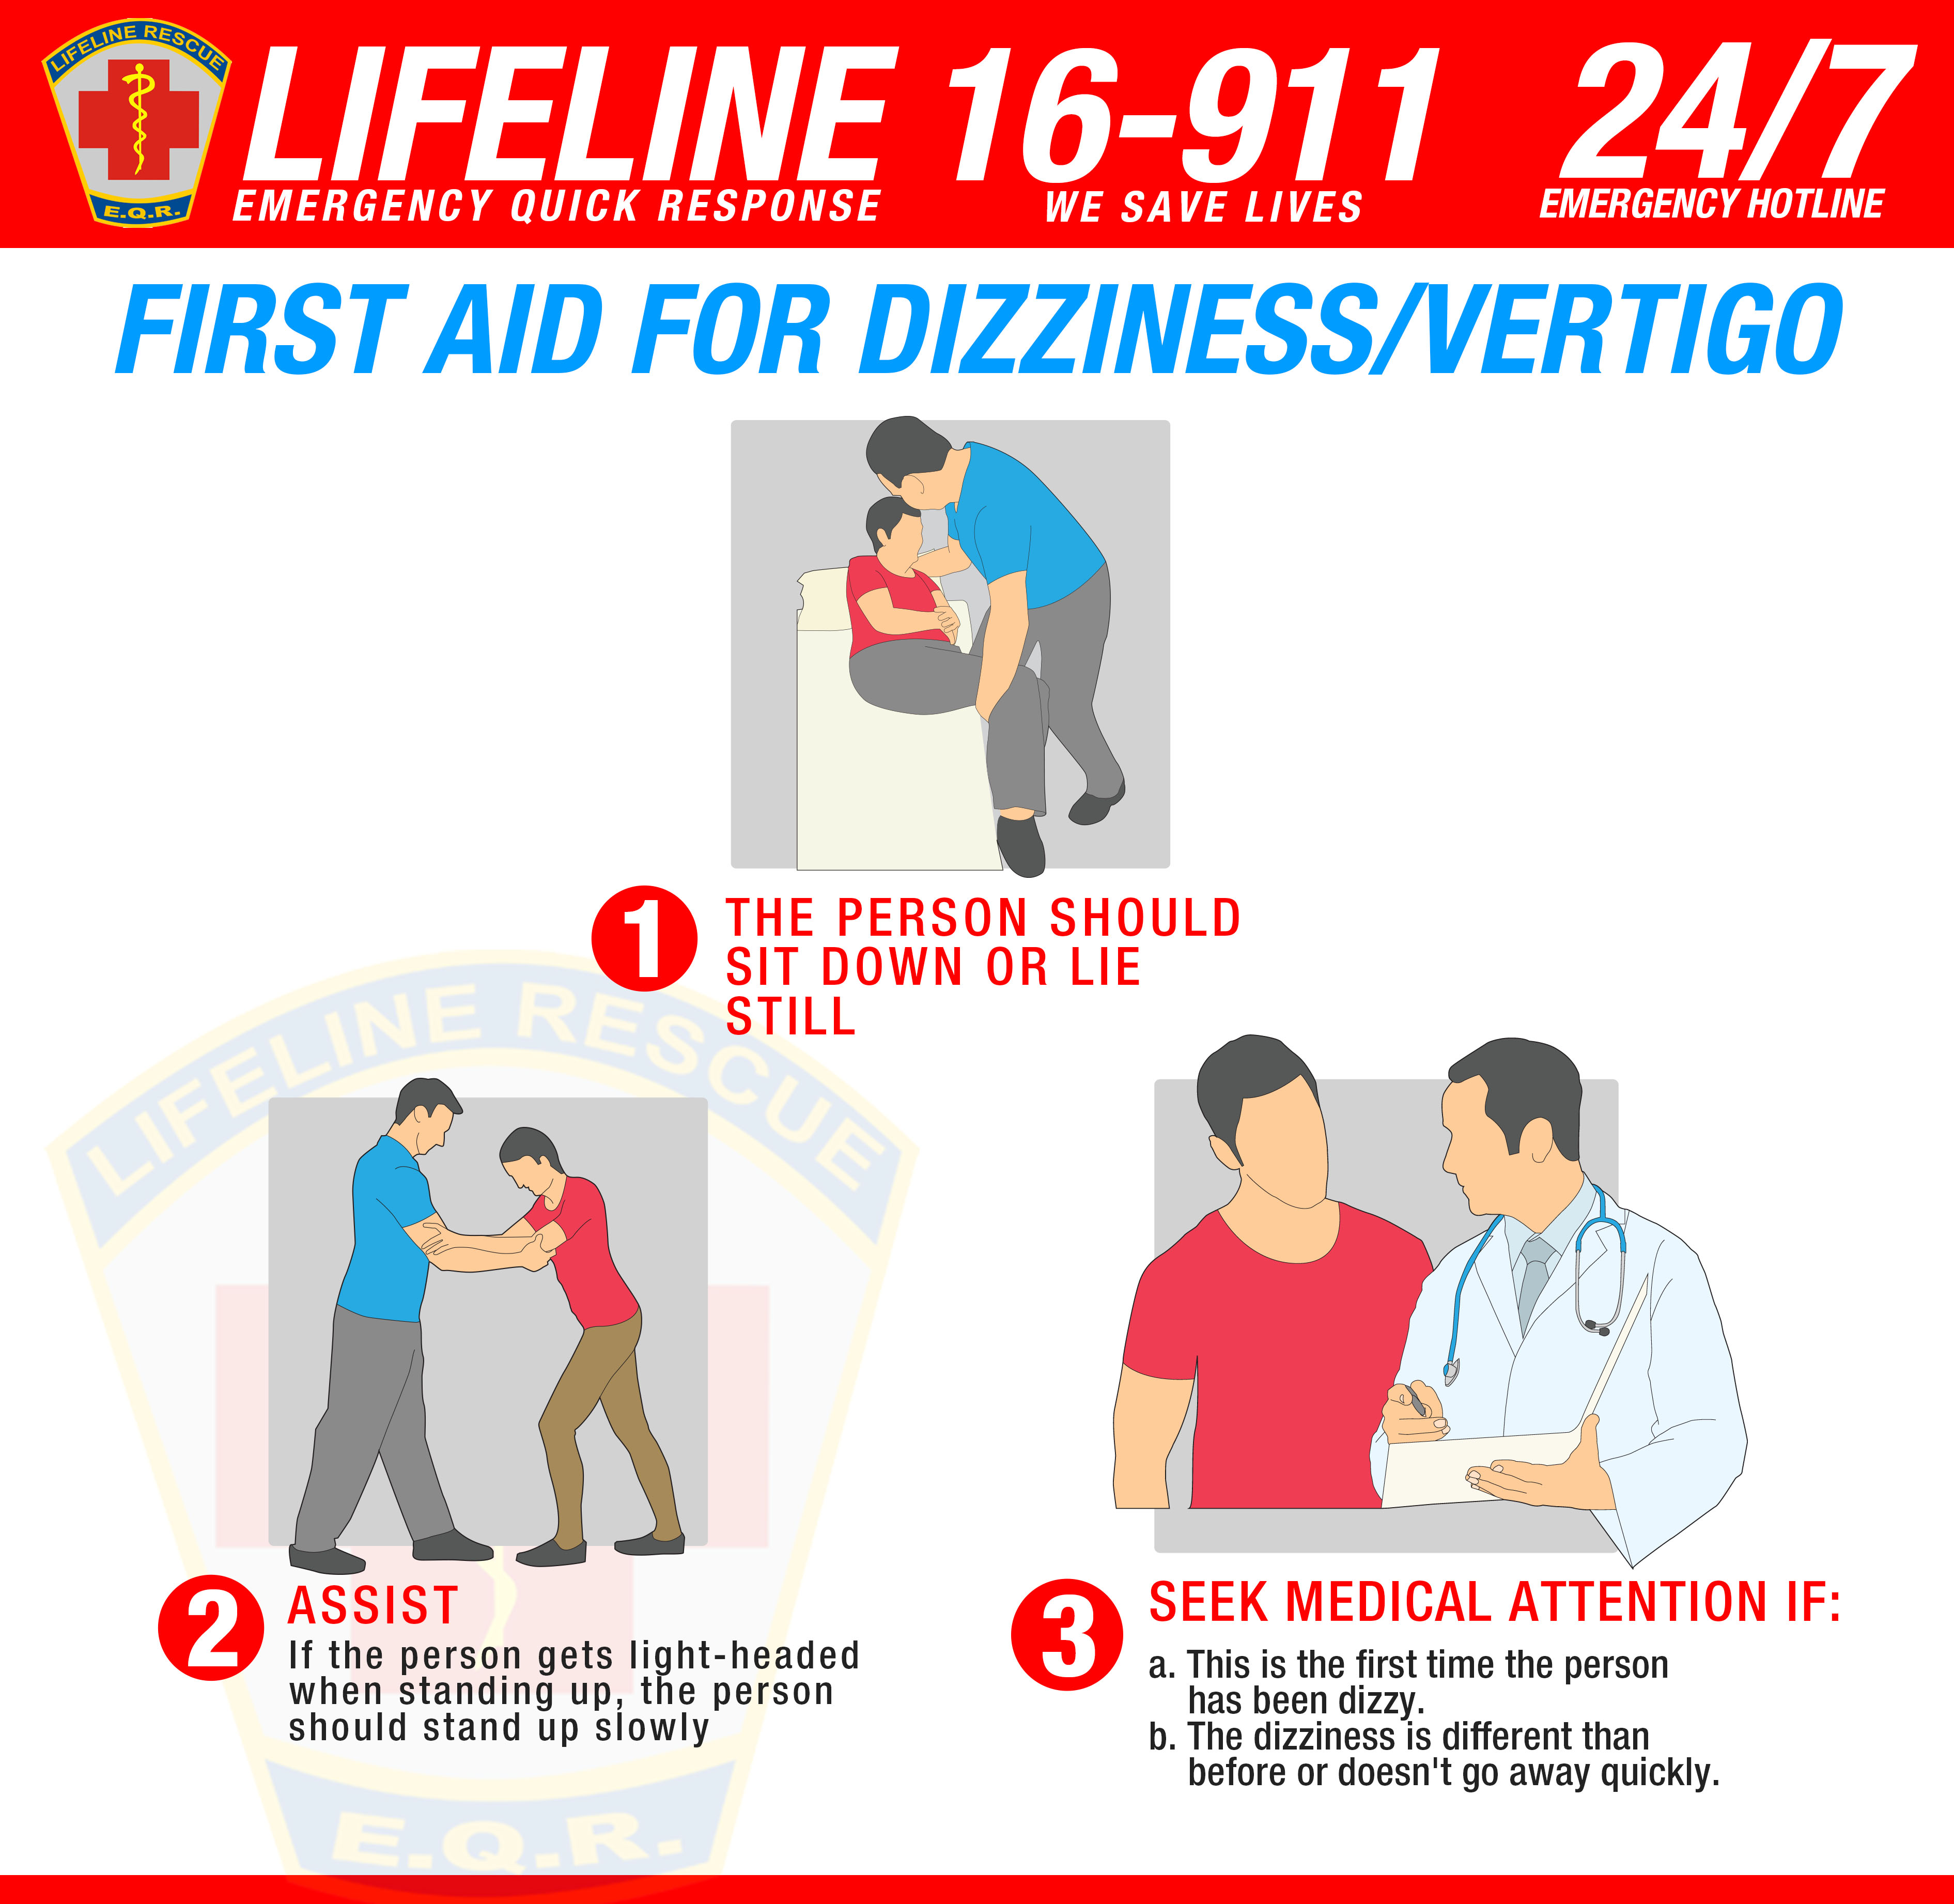 LIFELINE RESCUE
E.Q.R.
LIFELINE 16-911 24/7
EMERGENCY QUICK RESPONSE WE SAVE LIVES EMERGENCY HOTLINE
FIRST AID FOR DIZZINESS/VERTIGO
1 THE PERSON SHOULD
SIT DOWN OR LIE
STILL
LIFELINE RESCUE
2 ASSIST
If the person gets light-headed
when standing up, the person
should stand up slowly
3 SEEK MEDICAL ATTENTION IF:
a. This is the first time the person
has been dizzy.
b. The dizziness is different than
before or doesn't go away quickly.
E.Q.R.